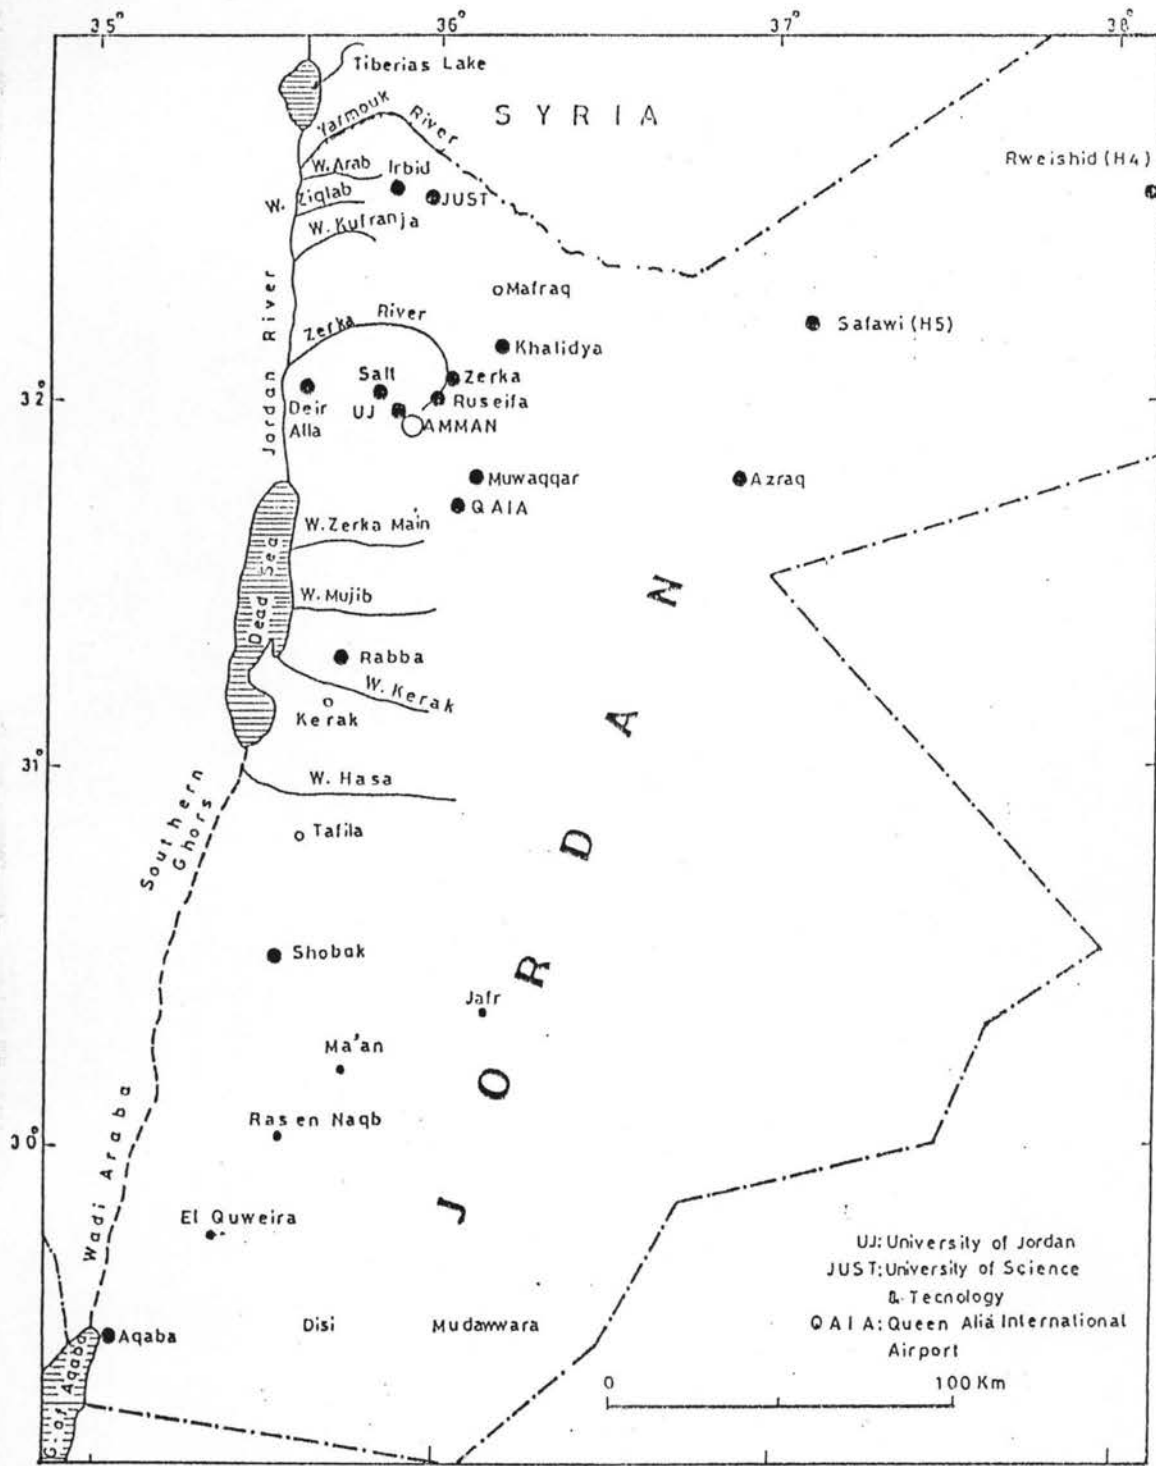 35°
36°
37°
38°
Tiberias Lake
SYRIA
Yarmouk River
Rweishid (H4)
W. Arab
Irbid
W. Ziqlab
JUST
W. Kufranja
Mafraq
Jordan River
Zerka River
Safawi (H5)
Khalidya
Salt
Zerka
32°
Deir
Alla
UJ
Ruseifa
AMMAN
Muwaqqar
Azraq
QAIA
W. Zerka Ma'in
Dead Sea
W. Mujib
Rabba
W. Kerak
Kerak
JORDAN
31°
W. Hasa
Southern
Ghors
Tafila
Shobak
Jafr
Ma'an
Ras en Naqb
30°
Wadi Araba
El Quweira
UJ: University of Jordan
JUST: University of Science
& Tecnology
QAIA: Queen Alia International
Airport
Aqaba
Disi
Mudawwara
G. of Aqaba
0 100 Km